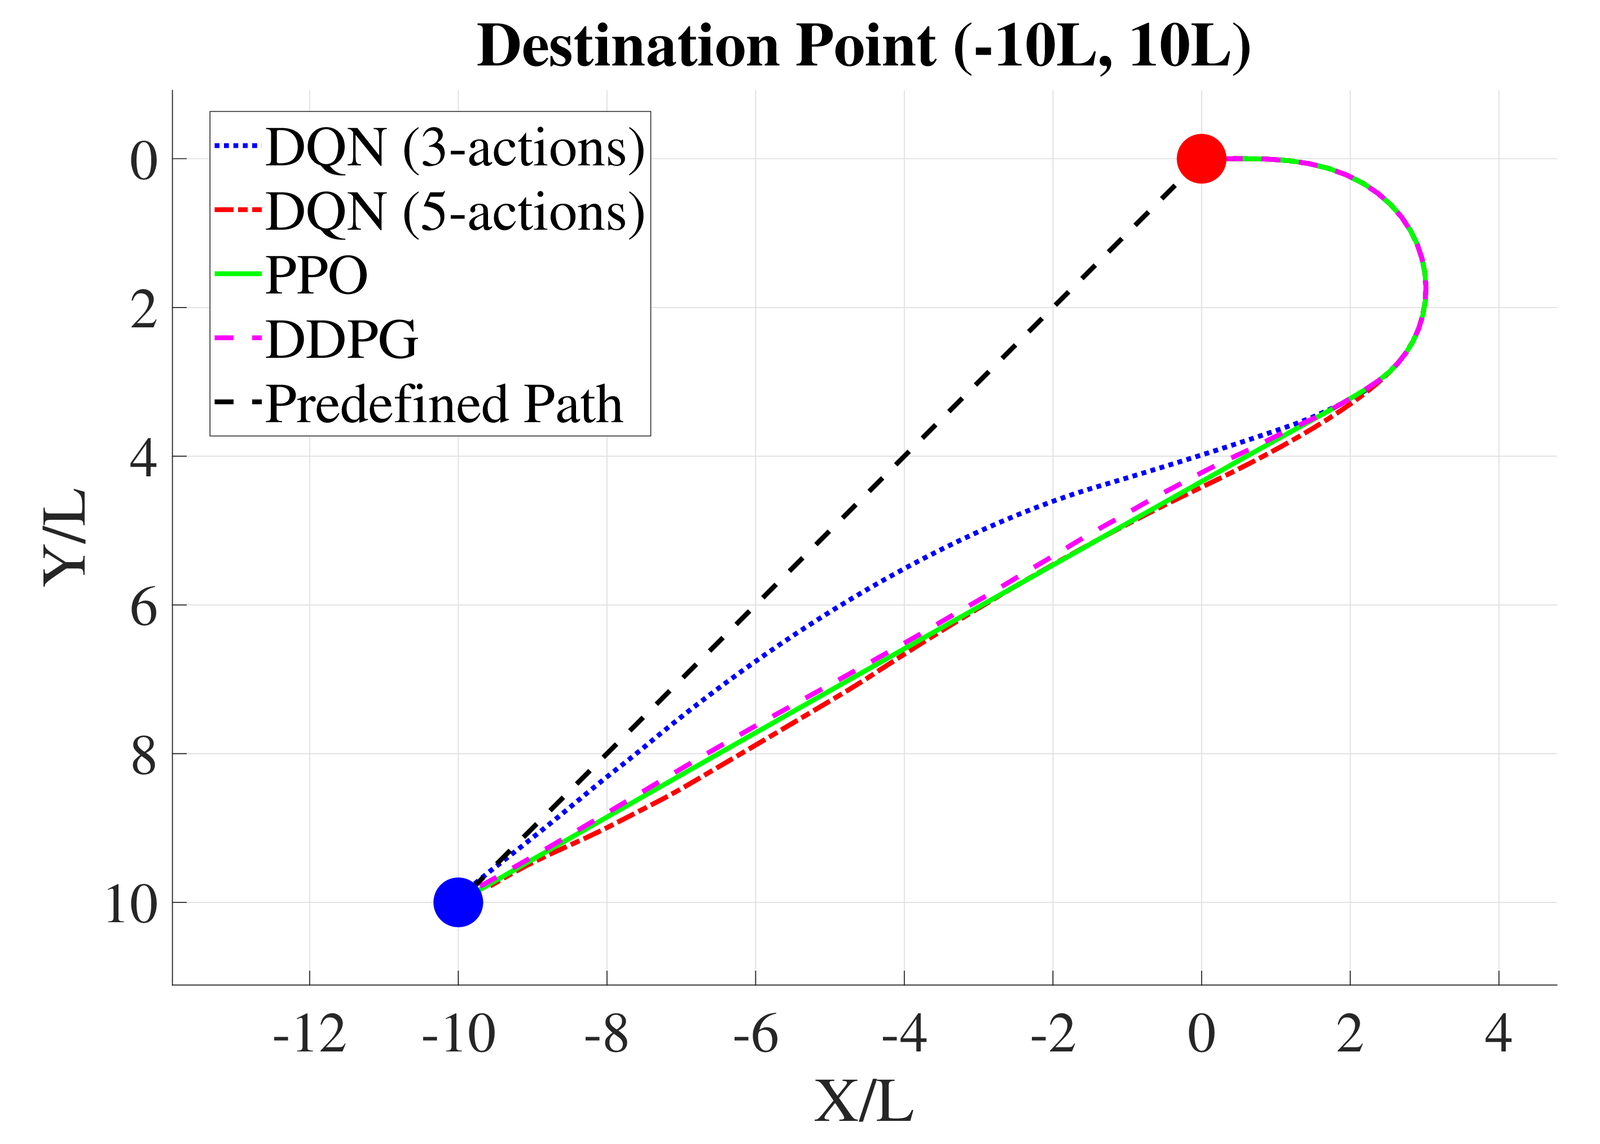 Destination Point (-10L, 10L)
DQN (3-actions)
DQN (5-actions)
PPO
DDPG
Predefined Path
0
2
4
6
8
10
Y/L
-12 -10 -8 -6 -4 -2 0 2 4
X/L